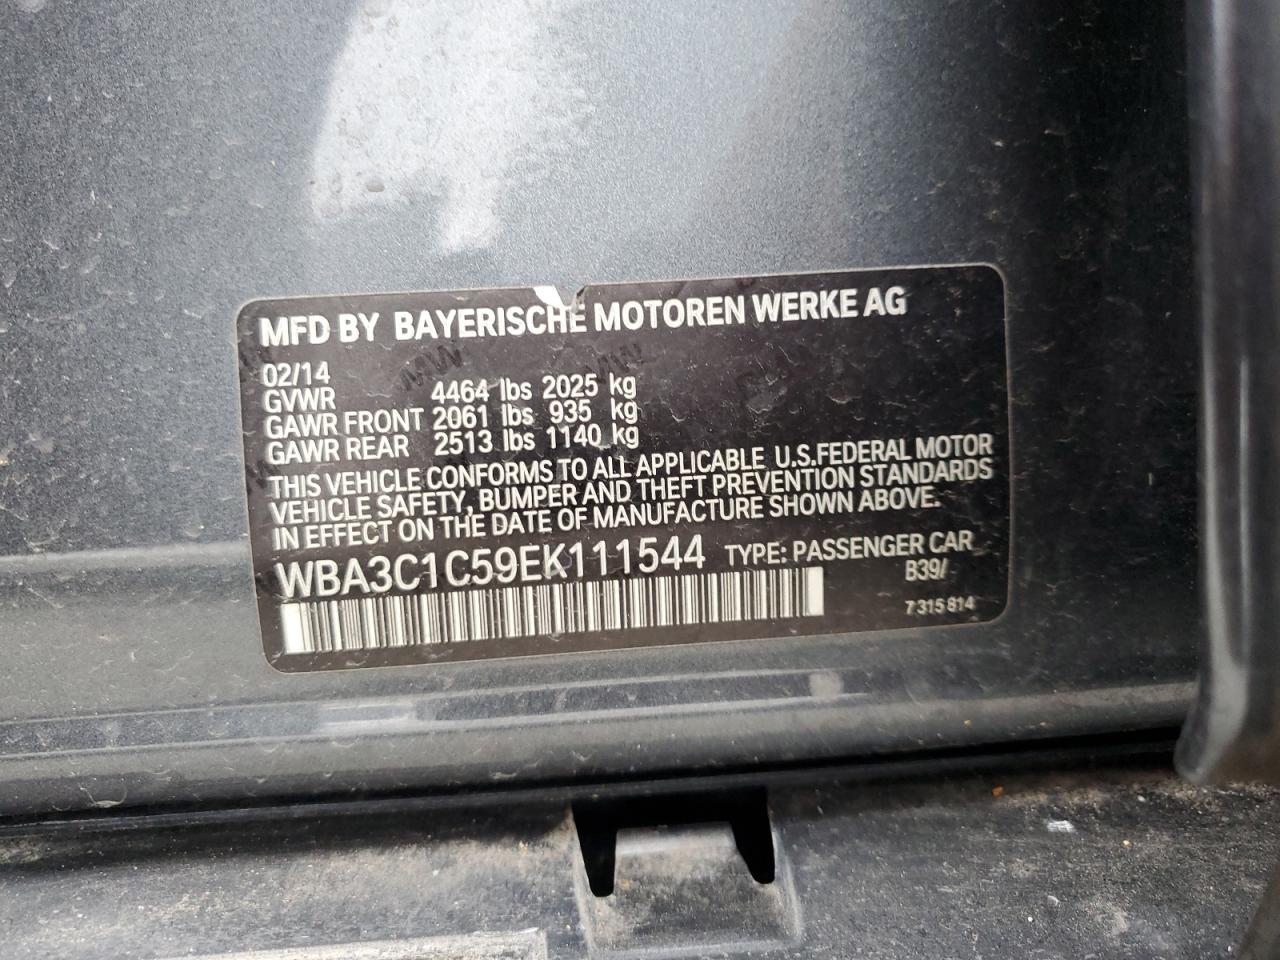 MFD BY BAYERISCHE MOTOREN WERKE AG
02/14
GVWR 4464 lbs 2025 kg
GAWR FRONT 2061 lbs 935 kg
GAWR REAR 2513 lbs 1140 kg
THIS VEHICLE CONFORMS TO ALL APPLICABLE U.S.FEDERAL MOTOR
VEHICLE SAFETY, BUMPER AND THEFT PREVENTION STANDARDS
IN EFFECT ON THE DATE OF MANUFACTURE SHOWN ABOVE.
WBA3C1C59EK111544 TYPE: PASSENGER CAR
B39/
7 315 814